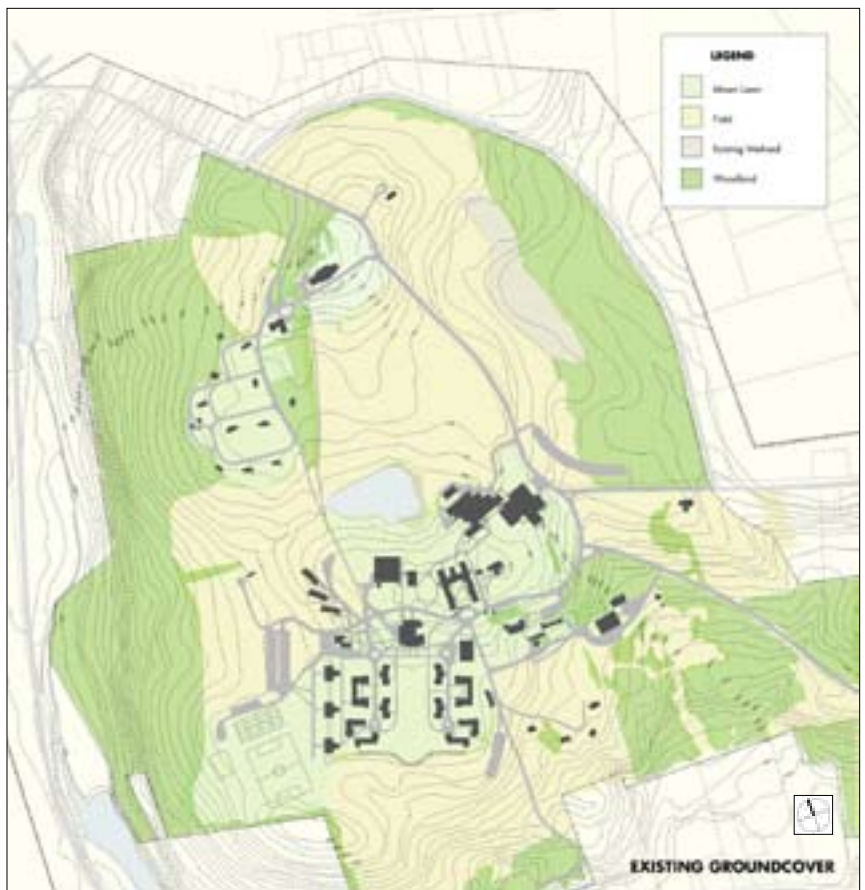 LEGEND
Mown Lawn
Field
Existing Wetland
Woodland
EXISTING GROUNDCOVER